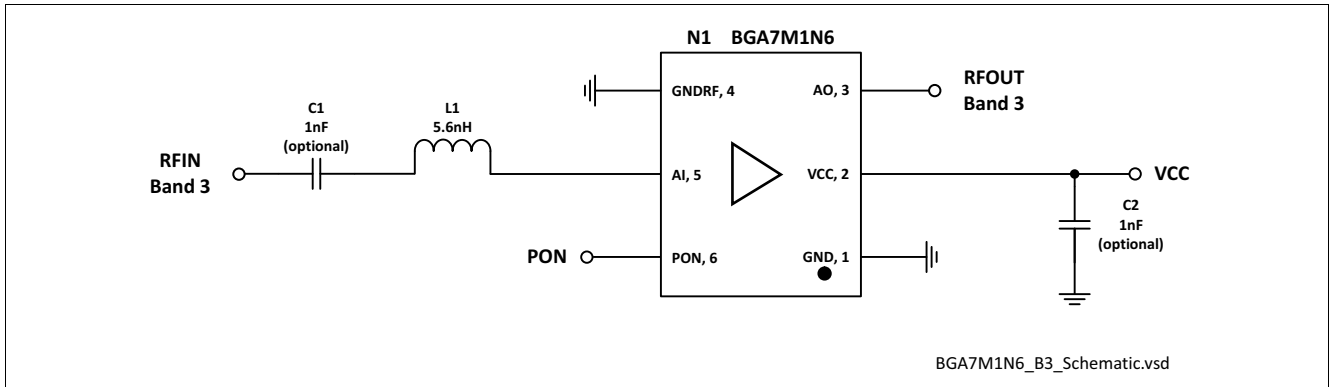 N1 BGA7M1N6
GNDRF, 4
AO, 3
RFOUT
Band 3
C1
1nF
(optional)
L1
5.6nH
RFIN
Band 3
AI, 5
VCC, 2
VCC
C2
1nF
(optional)
PON
PON, 6
GND, 1
BGA7M1N6_B3_Schematic.vsd